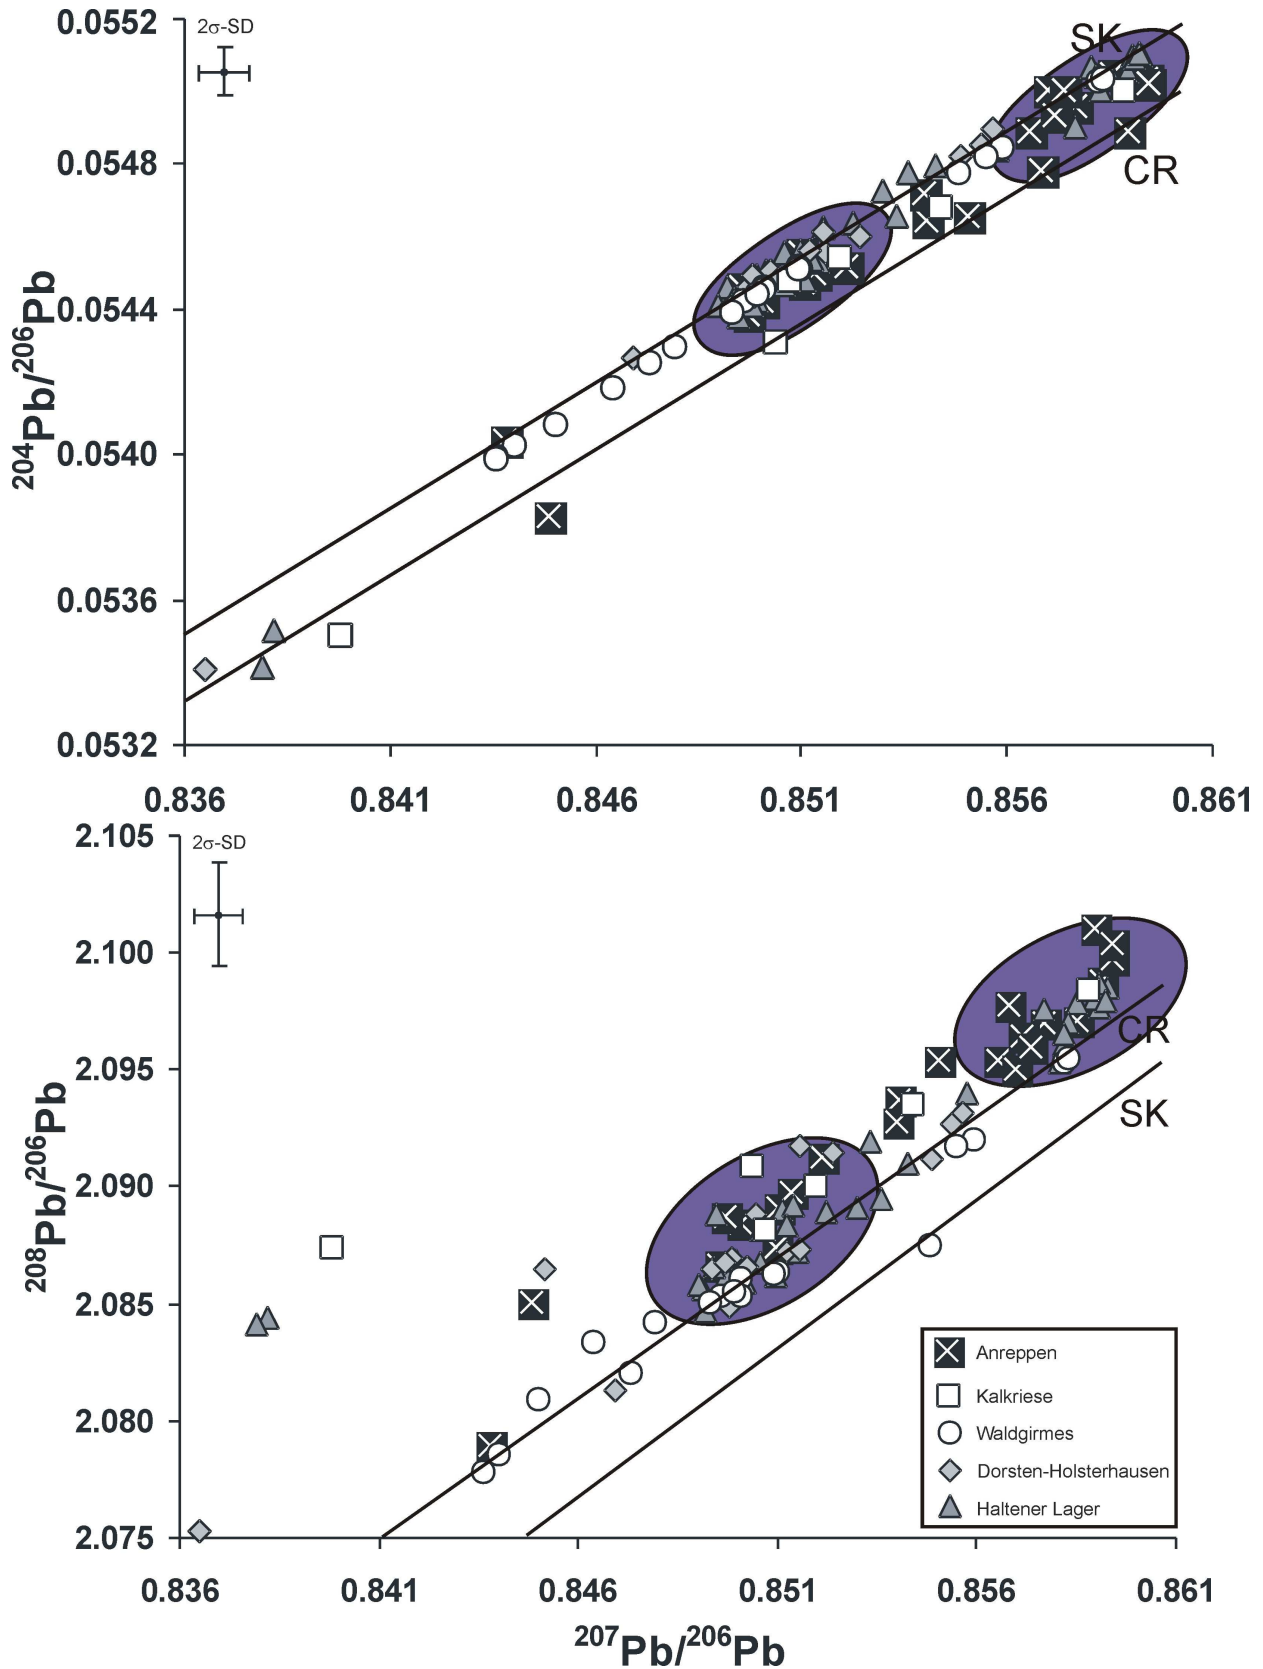 0.0552
2σ-SD
SK
0.0548
CR
0.0544
²⁰⁴Pb/²⁰⁶Pb
0.0540
0.0536
0.0532
0.836 0.841 0.846 0.851 0.856 0.861
2.105
2σ-SD
2.100
CR
2.095
SK
2.090
²⁰⁸Pb/²⁰⁶Pb
2.085
Anreppen
Kalkriese
2.080
Waldgirmes
Dorsten-Holsterhausen
Haltener Lager
2.075
0.836 0.841 0.846 0.851 0.856 0.861
²⁰⁷Pb/²⁰⁶Pb